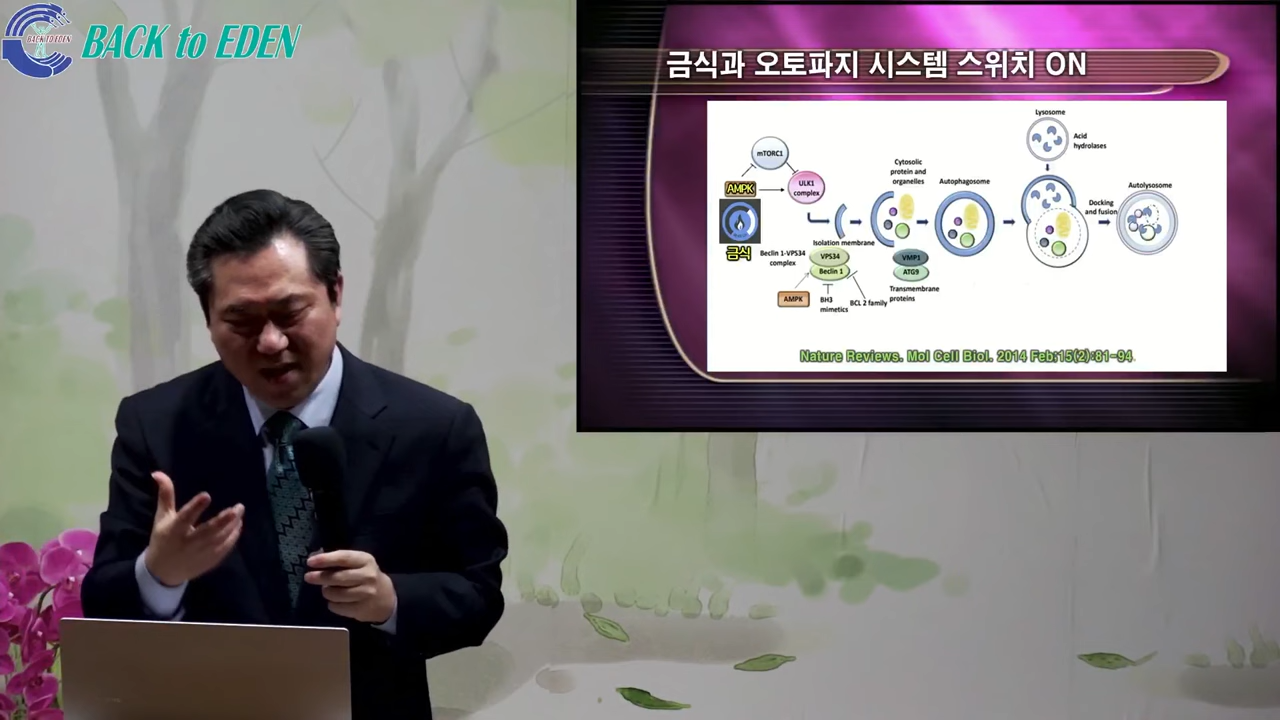 BACK TO EDEN
BACK to EDEN
금식과 오토파지 시스템 스위치 ON
Lysosome
Acid
hydrolases
mTORC1
AMPK
ULK1
complex
Cytosolic
protein and
organelles
Autophagosome
Autolysosome
Docking
and fusion
금식
Isolation membrane
Beclin 1-VPS34
complex
VPS34
Beclin 1
VMP1
ATG9
Transmembrane
proteins
AMPK
BH3
mimetics
BCL 2 family
Nature Reviews. Mol Cell Biol. 2014 Feb;15(2):81-94.